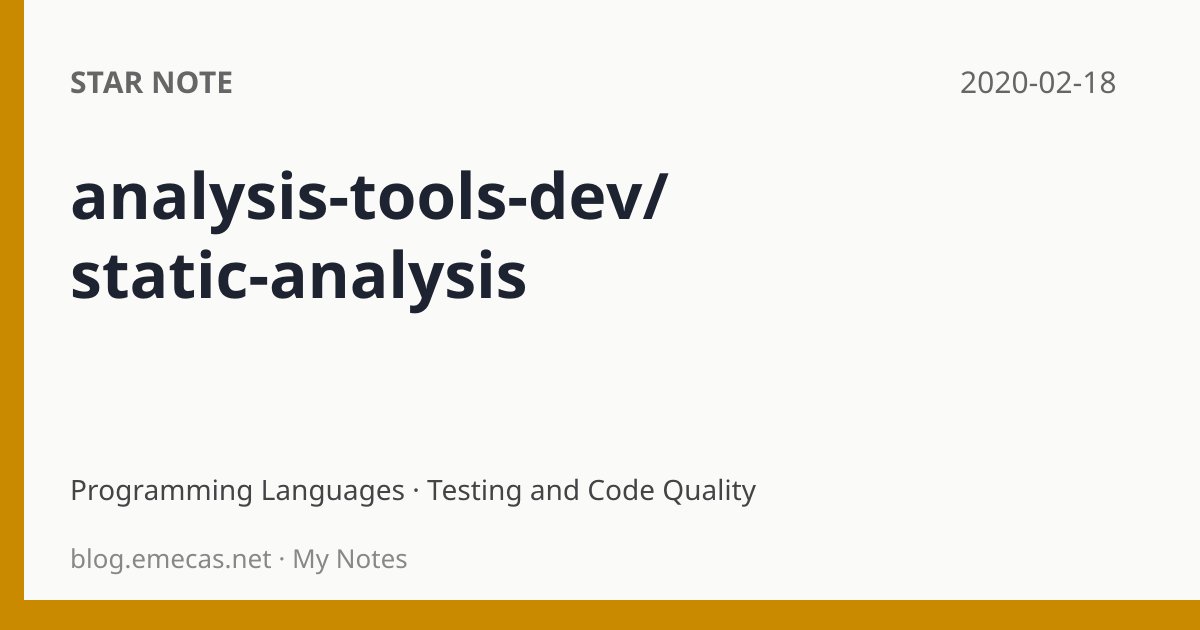 STAR NOTE
2020-02-18
analysis-tools-dev/
static-analysis
Programming Languages · Testing and Code Quality
blog.emecas.net · My Notes